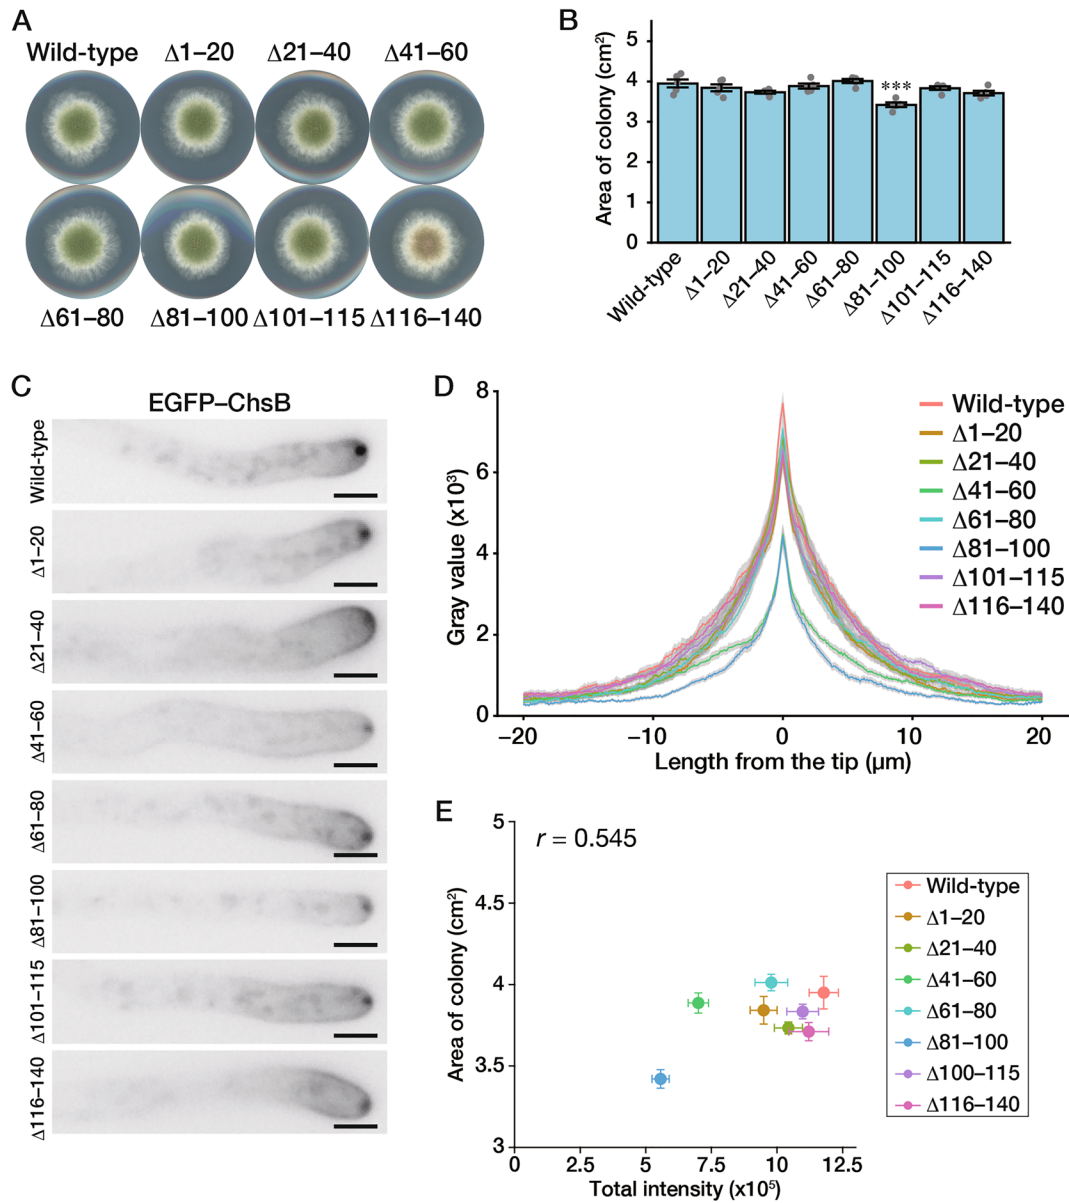 A
Wild-type Δ1–20 Δ21–40 Δ41–60
Δ61–80 Δ81–100 Δ101–115 Δ116–140
B
Area of colony (cm²)
5
4
3
2
1
0
***
Wild-type
Δ1–20
Δ21–40
Δ41–60
Δ61–80
Δ81–100
Δ101–115
Δ116–140
C
EGFP–ChsB
Wild-type
Δ1–20
Δ21–40
Δ41–60
Δ61–80
Δ81–100
Δ101–115
Δ116–140
D
Gray value (x10³)
8
6
4
2
0
−20 −10 0 10 20
Length from the tip (µm)
Wild-type
Δ1–20
Δ21–40
Δ41–60
Δ61–80
Δ81–100
Δ101–115
Δ116–140
E
r = 0.545
Area of colony (cm²)
5
4.5
4
3.5
3
0 2.5 5 7.5 10 12.5
Total intensity (x10⁵)
Wild-type
Δ1–20
Δ21–40
Δ41–60
Δ61–80
Δ81–100
Δ100–115
Δ116–140